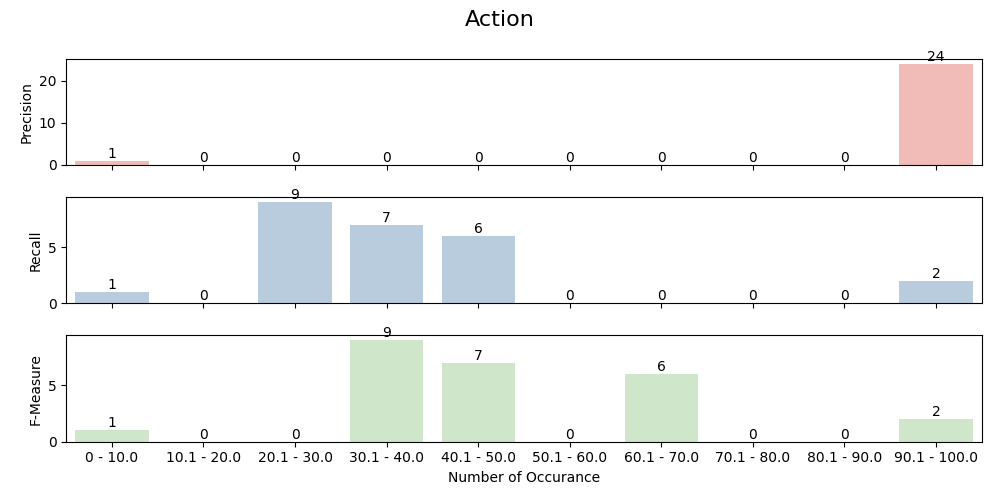 Action
Precision
20
10
0
1 0 0 0 0 0 0 0 0 24
Recall
5
0
1 0 9 7 6 0 0 0 0 2
F-Measure
5
0
1 0 0 9 7 0 6 0 0 2
0 - 10.0 10.1 - 20.0 20.1 - 30.0 30.1 - 40.0 40.1 - 50.0 50.1 - 60.0 60.1 - 70.0 70.1 - 80.0 80.1 - 90.0 90.1 - 100.0
Number of Occurance